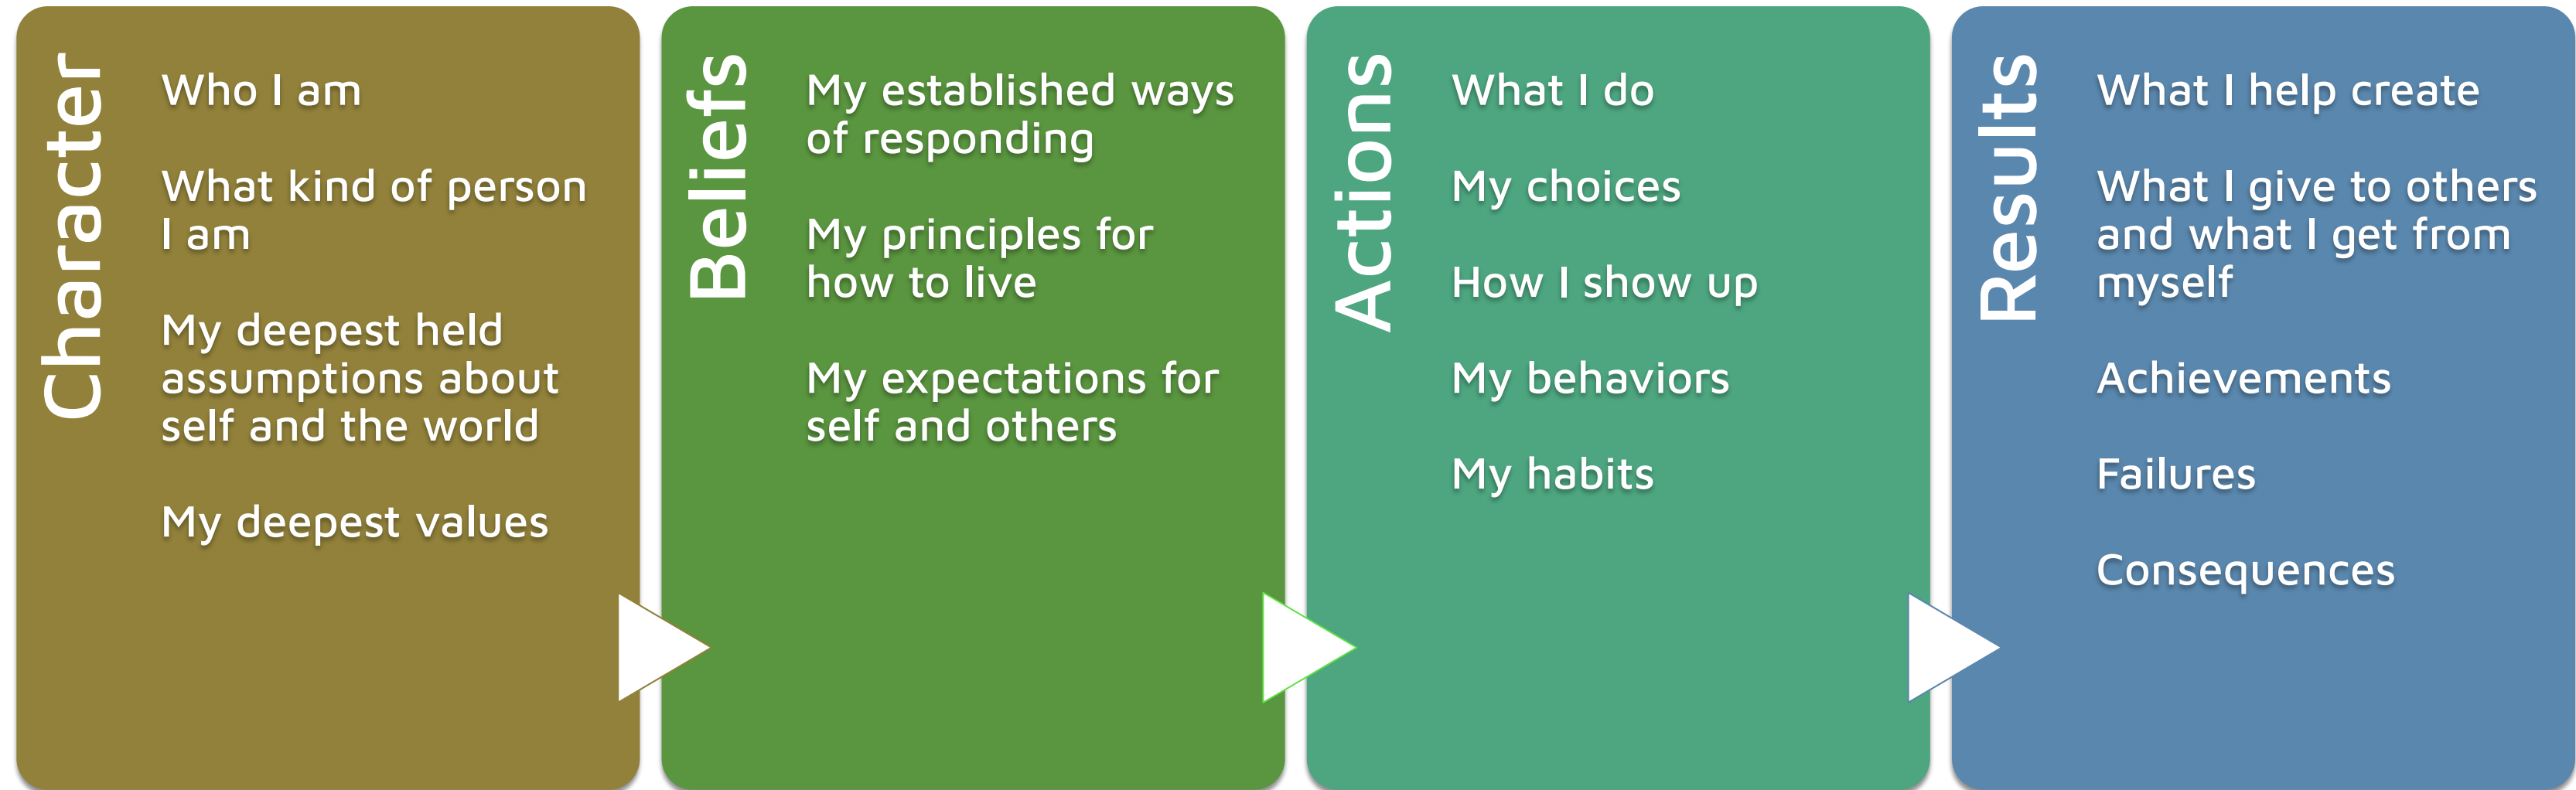 Character
Who I am
What kind of person
I am
My deepest held
assumptions about
self and the world
My deepest values
Beliefs
My established ways
of responding
My principles for
how to live
My expectations for
self and others
Actions
What I do
My choices
How I show up
My behaviors
My habits
Results
What I help create
What I give to others
and what I get from
myself
Achievements
Failures
Consequences